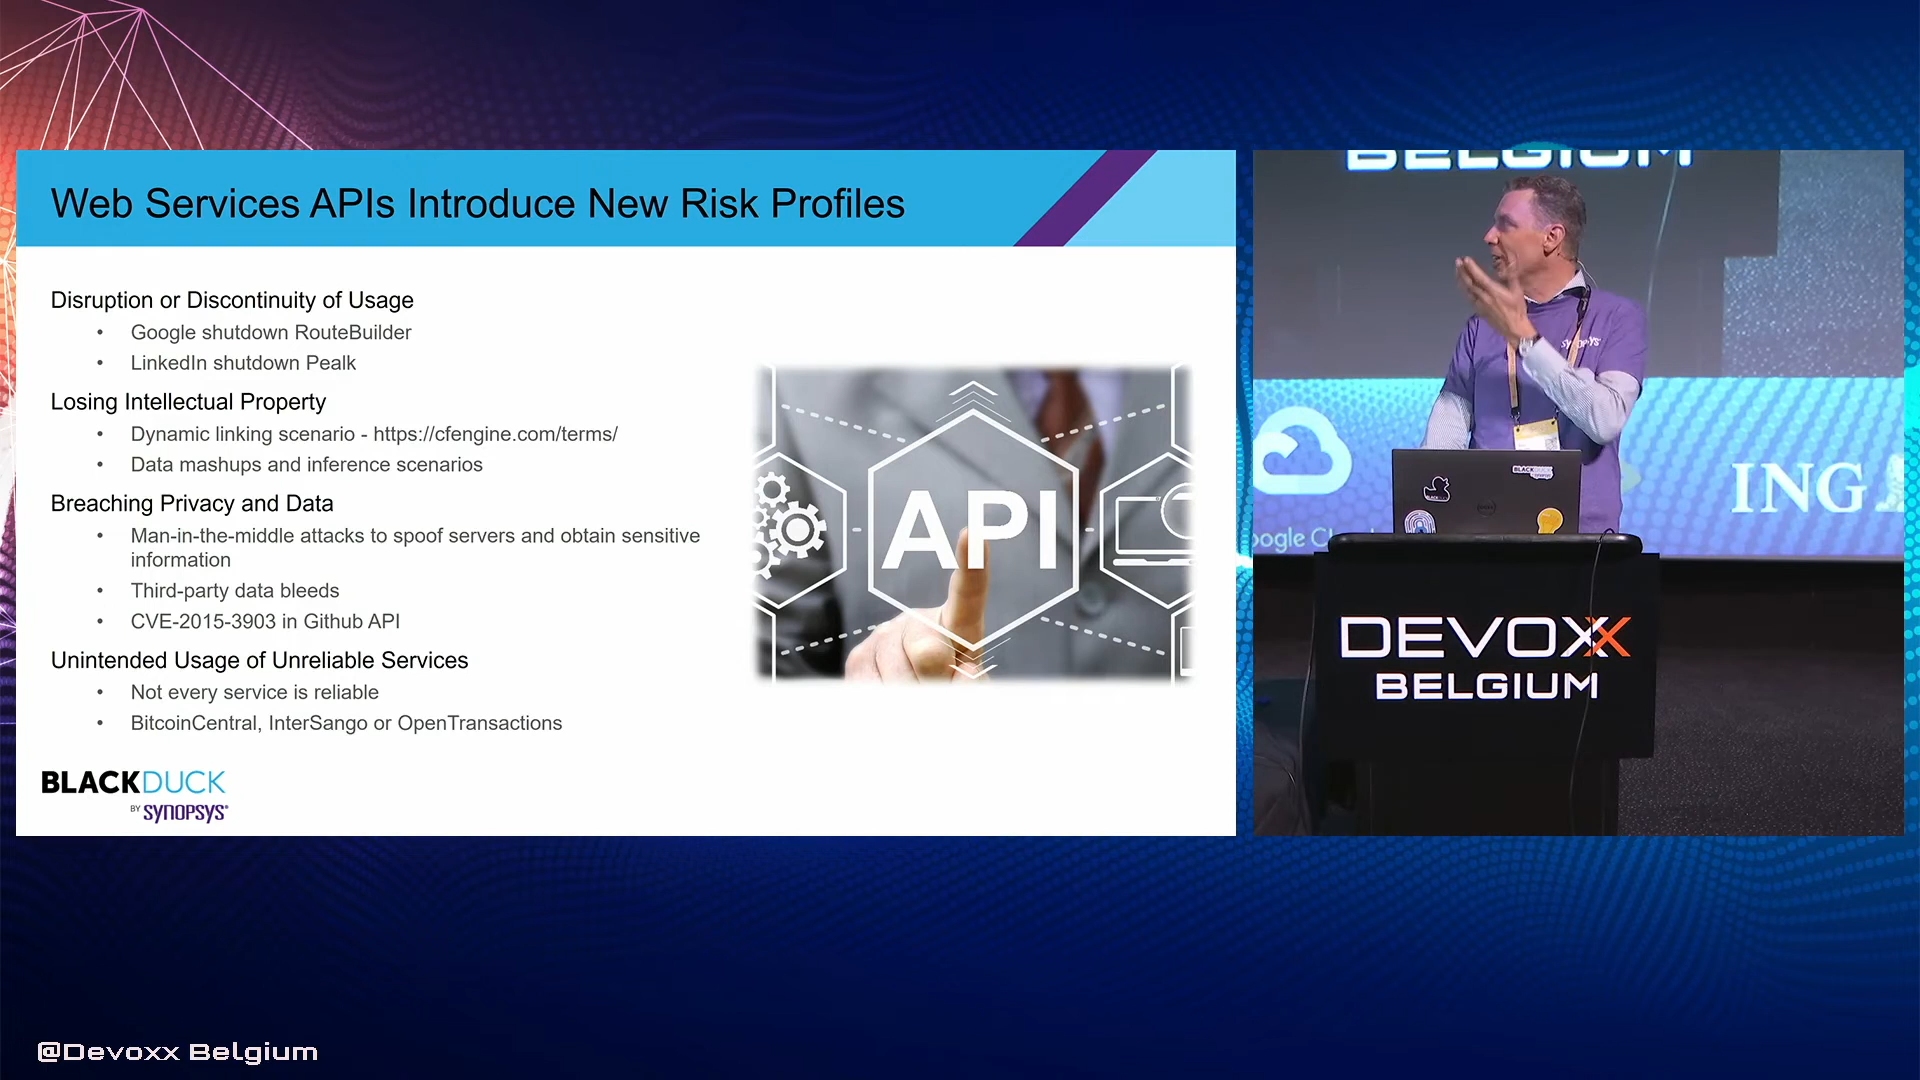 Web Services APIs Introduce New Risk Profiles
Disruption or Discontinuity of Usage
• Google shutdown RouteBuilder
• LinkedIn shutdown Pealk
Losing Intellectual Property
• Dynamic linking scenario - https://cfengine.com/terms/
• Data mashups and inference scenarios
Breaching Privacy and Data
• Man-in-the-middle attacks to spoof servers and obtain sensitive
information
• Third-party data bleeds
• CVE-2015-3903 in Github API
Unintended Usage of Unreliable Services
• Not every service is reliable
• BitcoinCentral, InterSango or OpenTransactions
API
BLACKDUCK
BY SYNOPSYS®
BELGIUM
SYNOPSYS
BLACKDUCK
DELL
ING
DEVOXX
BELGIUM
@Devoxx Belgium